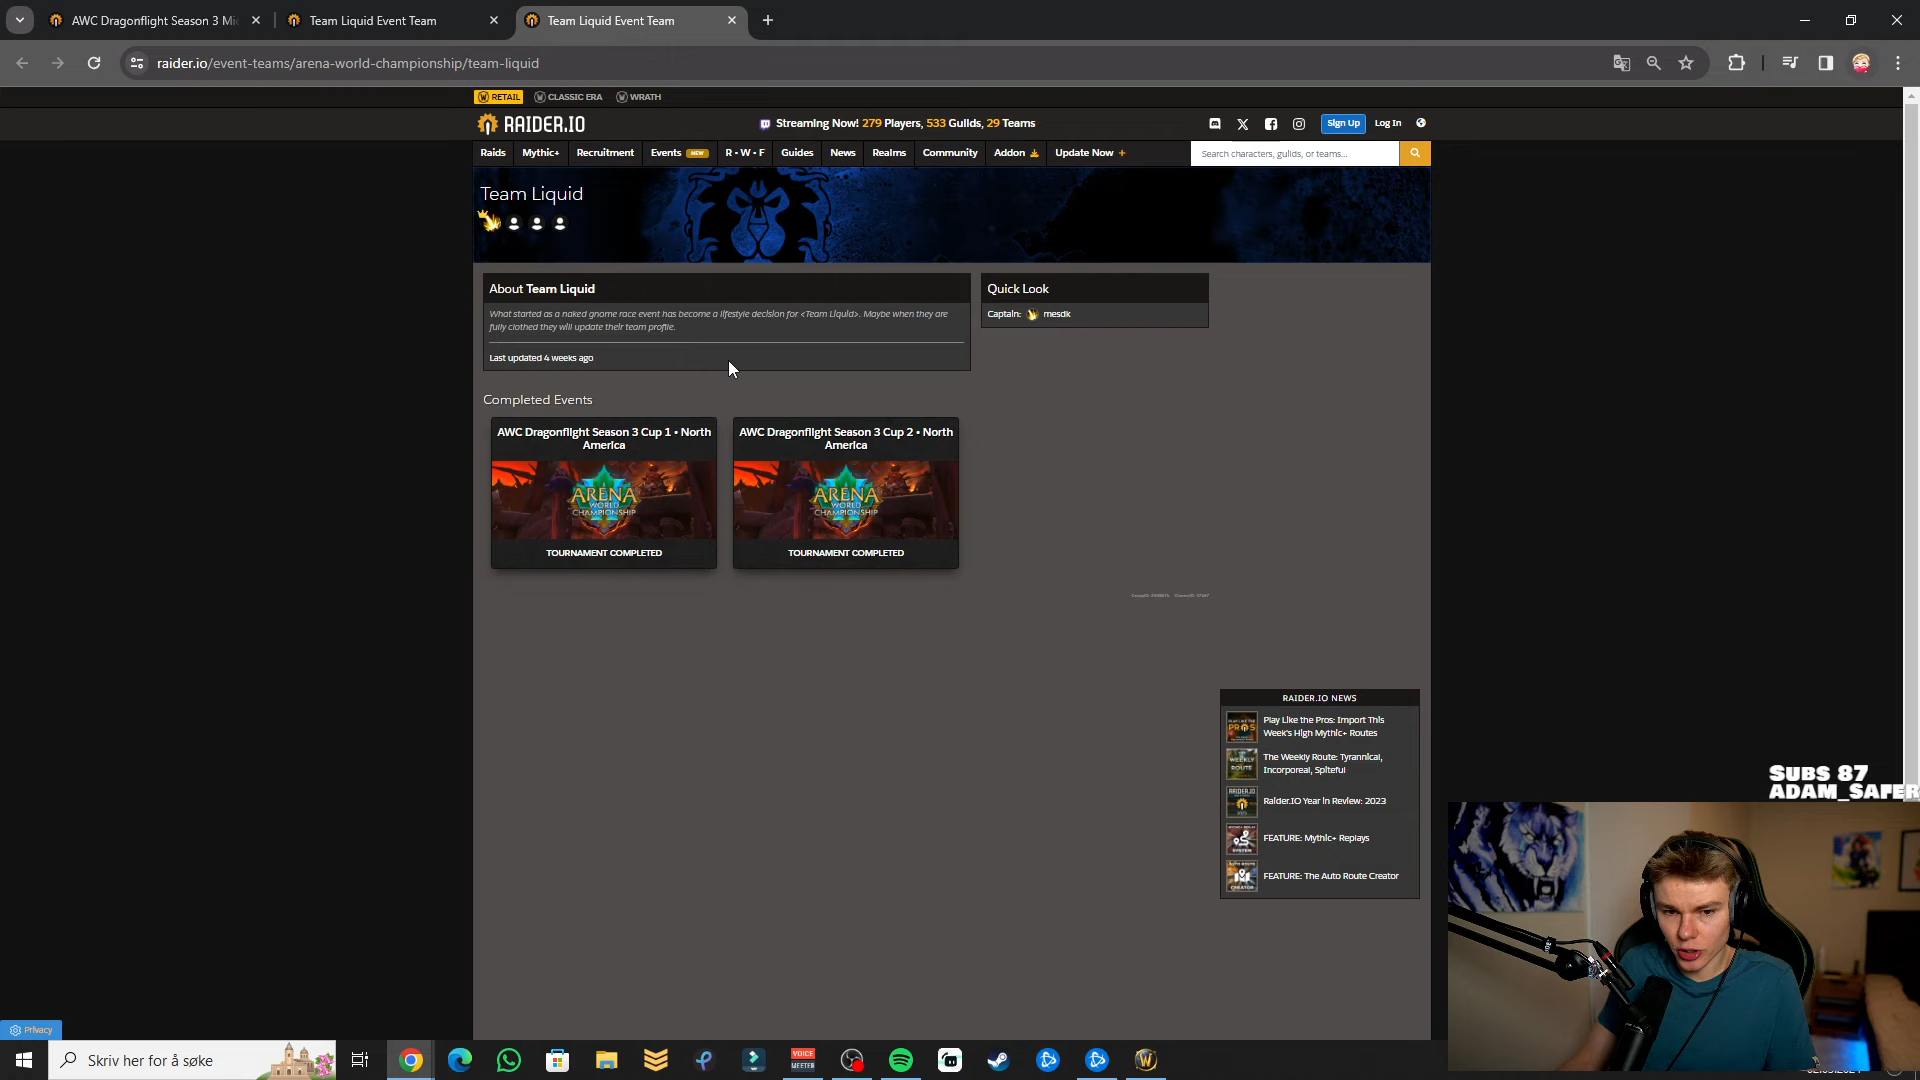 AWC Dragonflight Season 3 Mi
Team Liquid Event Team
Team Liquid Event Team
raider.io/event-teams/arena-world-championship/team-liquid
RETAIL
CLASSIC ERA
WRATH
RAIDER.IO
Streaming Now! 279 Players, 533 Guilds, 29 Teams
Sign Up
Log In
Raids
Mythic+
Recruitment
Events NEW
R • W • F
Guides
News
Realms
Community
Addon
Update Now +
Search characters, guilds, or teams...
Team Liquid
About Team Liquid
What started as a naked gnome race event has become a lifestyle decision for <Team Liquid>. Maybe when they are
fully clothed they will update their team profile.
Last updated 4 weeks ago
Quick Look
Captain: mesdk
Completed Events
AWC Dragonflight Season 3 Cup 1 • North
America
ARENA
WORLD
CHAMPIONSHIP
TOURNAMENT COMPLETED
AWC Dragonflight Season 3 Cup 2 • North
America
ARENA
WORLD
CHAMPIONSHIP
TOURNAMENT COMPLETED
RAIDER.IO NEWS
Play Like the Pros: Import This
Week's High Mythic+ Routes
The Weekly Route: Tyrannical,
Incorporeal, Spiteful
Raider.IO Year in Review: 2023
FEATURE: Mythic+ Replays
FEATURE: The Auto Route Creator
SUBS 87
ADAM_SAFER
Privacy
Skriv her for å søke
VOICE
MEETER